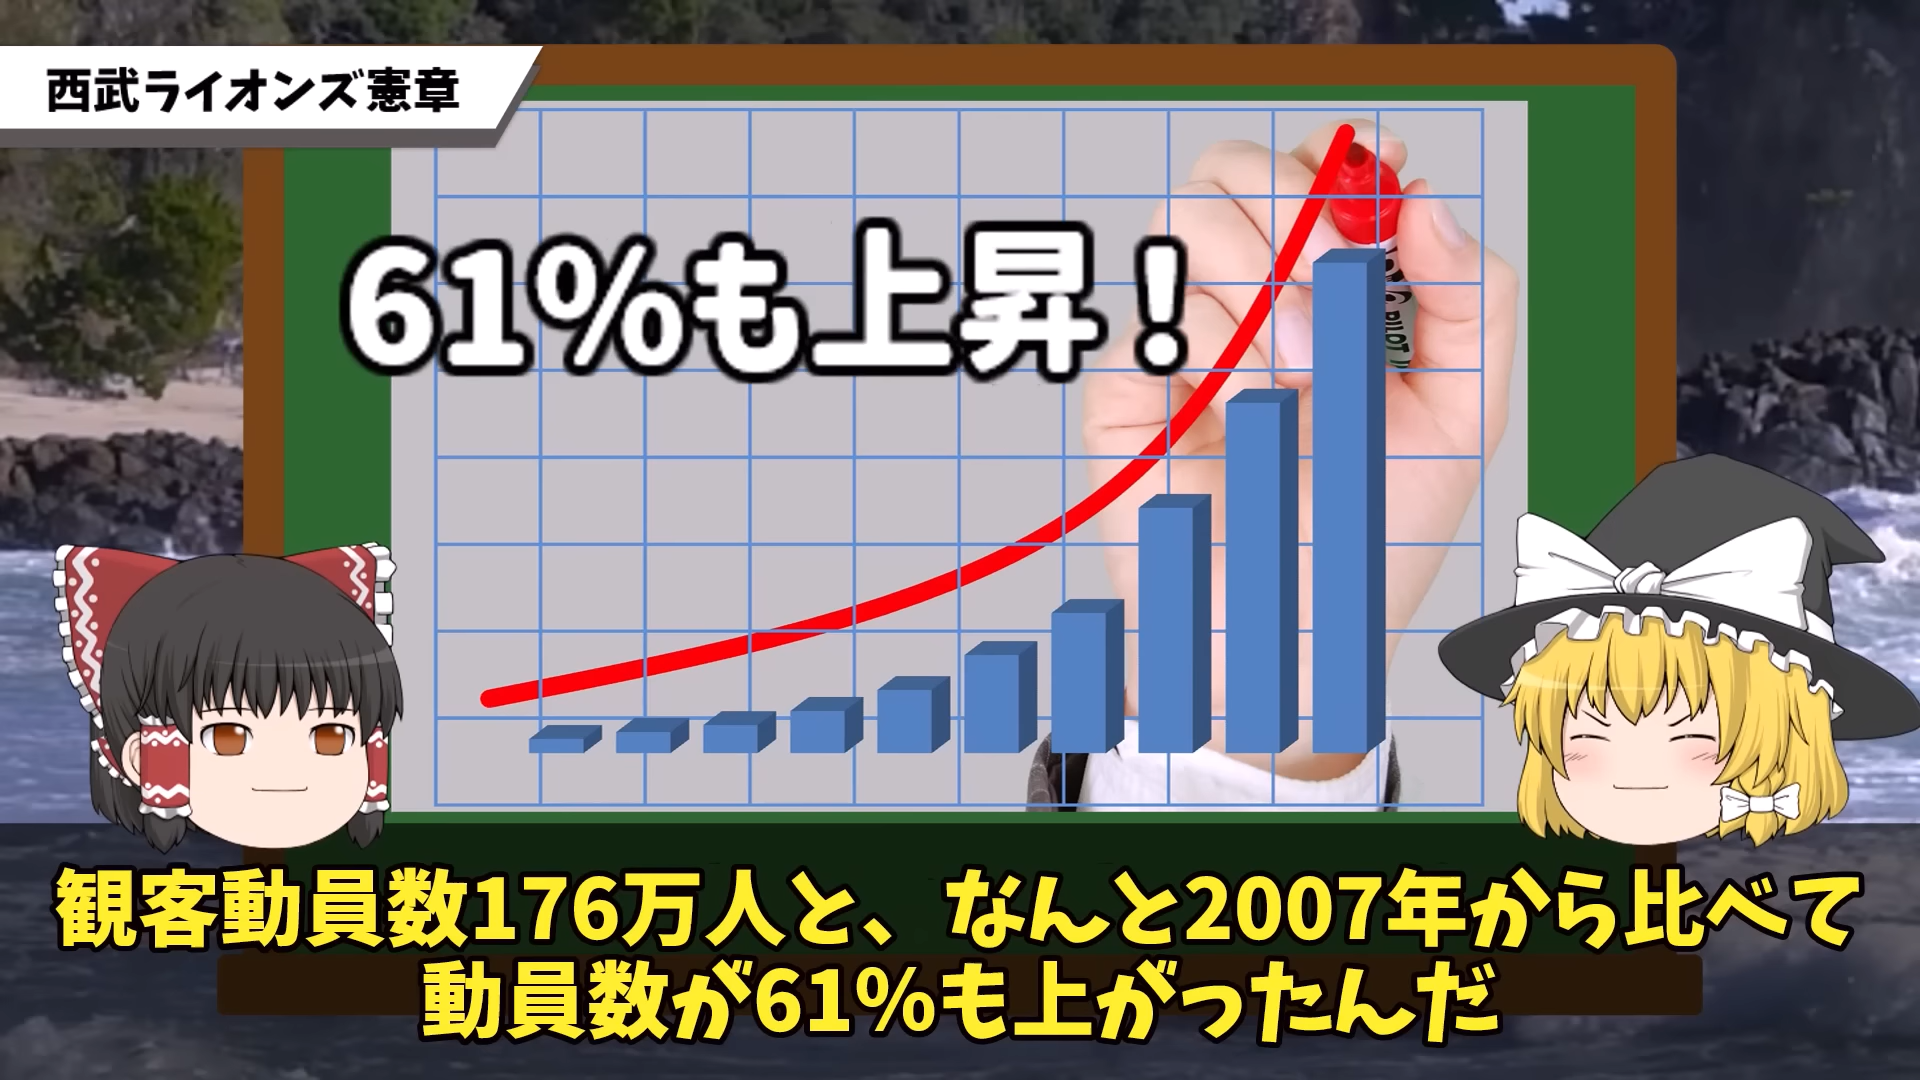 西武ライオンズ憲章
61%も上昇！
観客動員数176万人と、なんと2007年から比べて
動員数が61%も上がったんだ